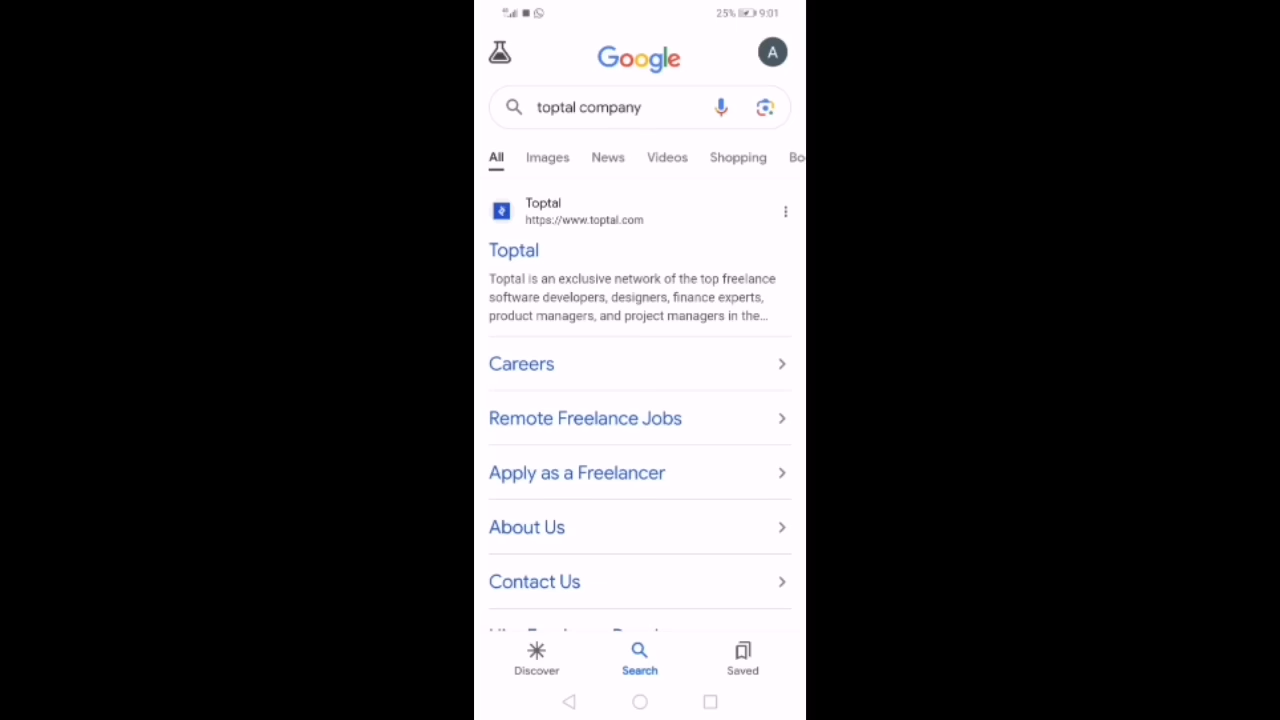 25% 9:01
Google
A
toptal company
All Images News Videos Shopping Bo
Toptal
https://www.toptal.com
Toptal
Toptal is an exclusive network of the top freelance
software developers, designers, finance experts,
product managers, and project managers in the...
Careers
Remote Freelance Jobs
Apply as a Freelancer
About Us
Contact Us
Discover Search Saved